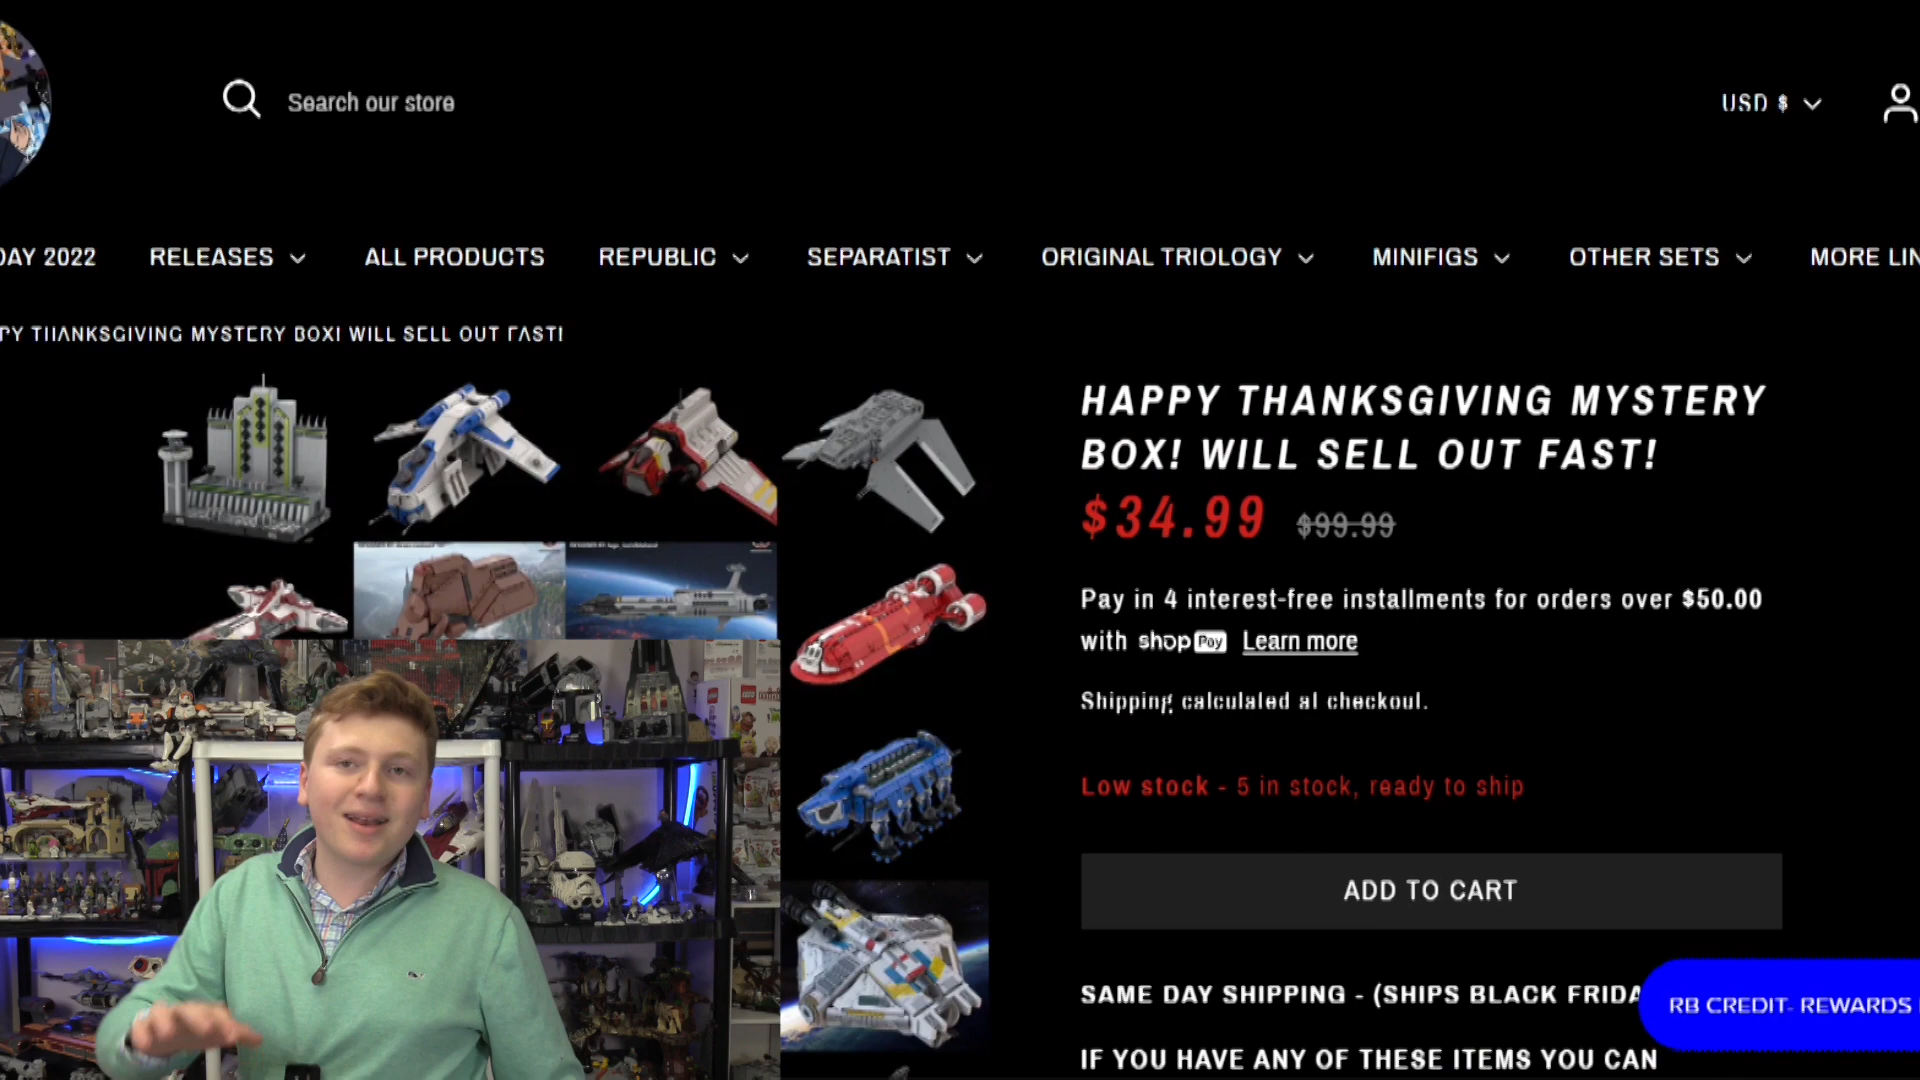 Search our store
USD $
DAY 2022
RELEASES
ALL PRODUCTS
REPUBLIC
SEPARATIST
ORIGINAL TRIOLOGY
MINIFIGS
OTHER SETS
MORE LIN
PY THANKSGIVING MYSTERY BOX! WILL SELL OUT FAST!
HAPPY THANKSGIVING MYSTERY
BOX! WILL SELL OUT FAST!
$34.99 $99.99
Pay in 4 interest-free installments for orders over $50.00
with shop Pay Learn more
Shipping calculated at checkout.
Low stock - 5 in stock, ready to ship
ADD TO CART
SAME DAY SHIPPING - (SHIPS BLACK FRIDA
RB CREDIT- REWARDS
IF YOU HAVE ANY OF THESE ITEMS YOU CAN